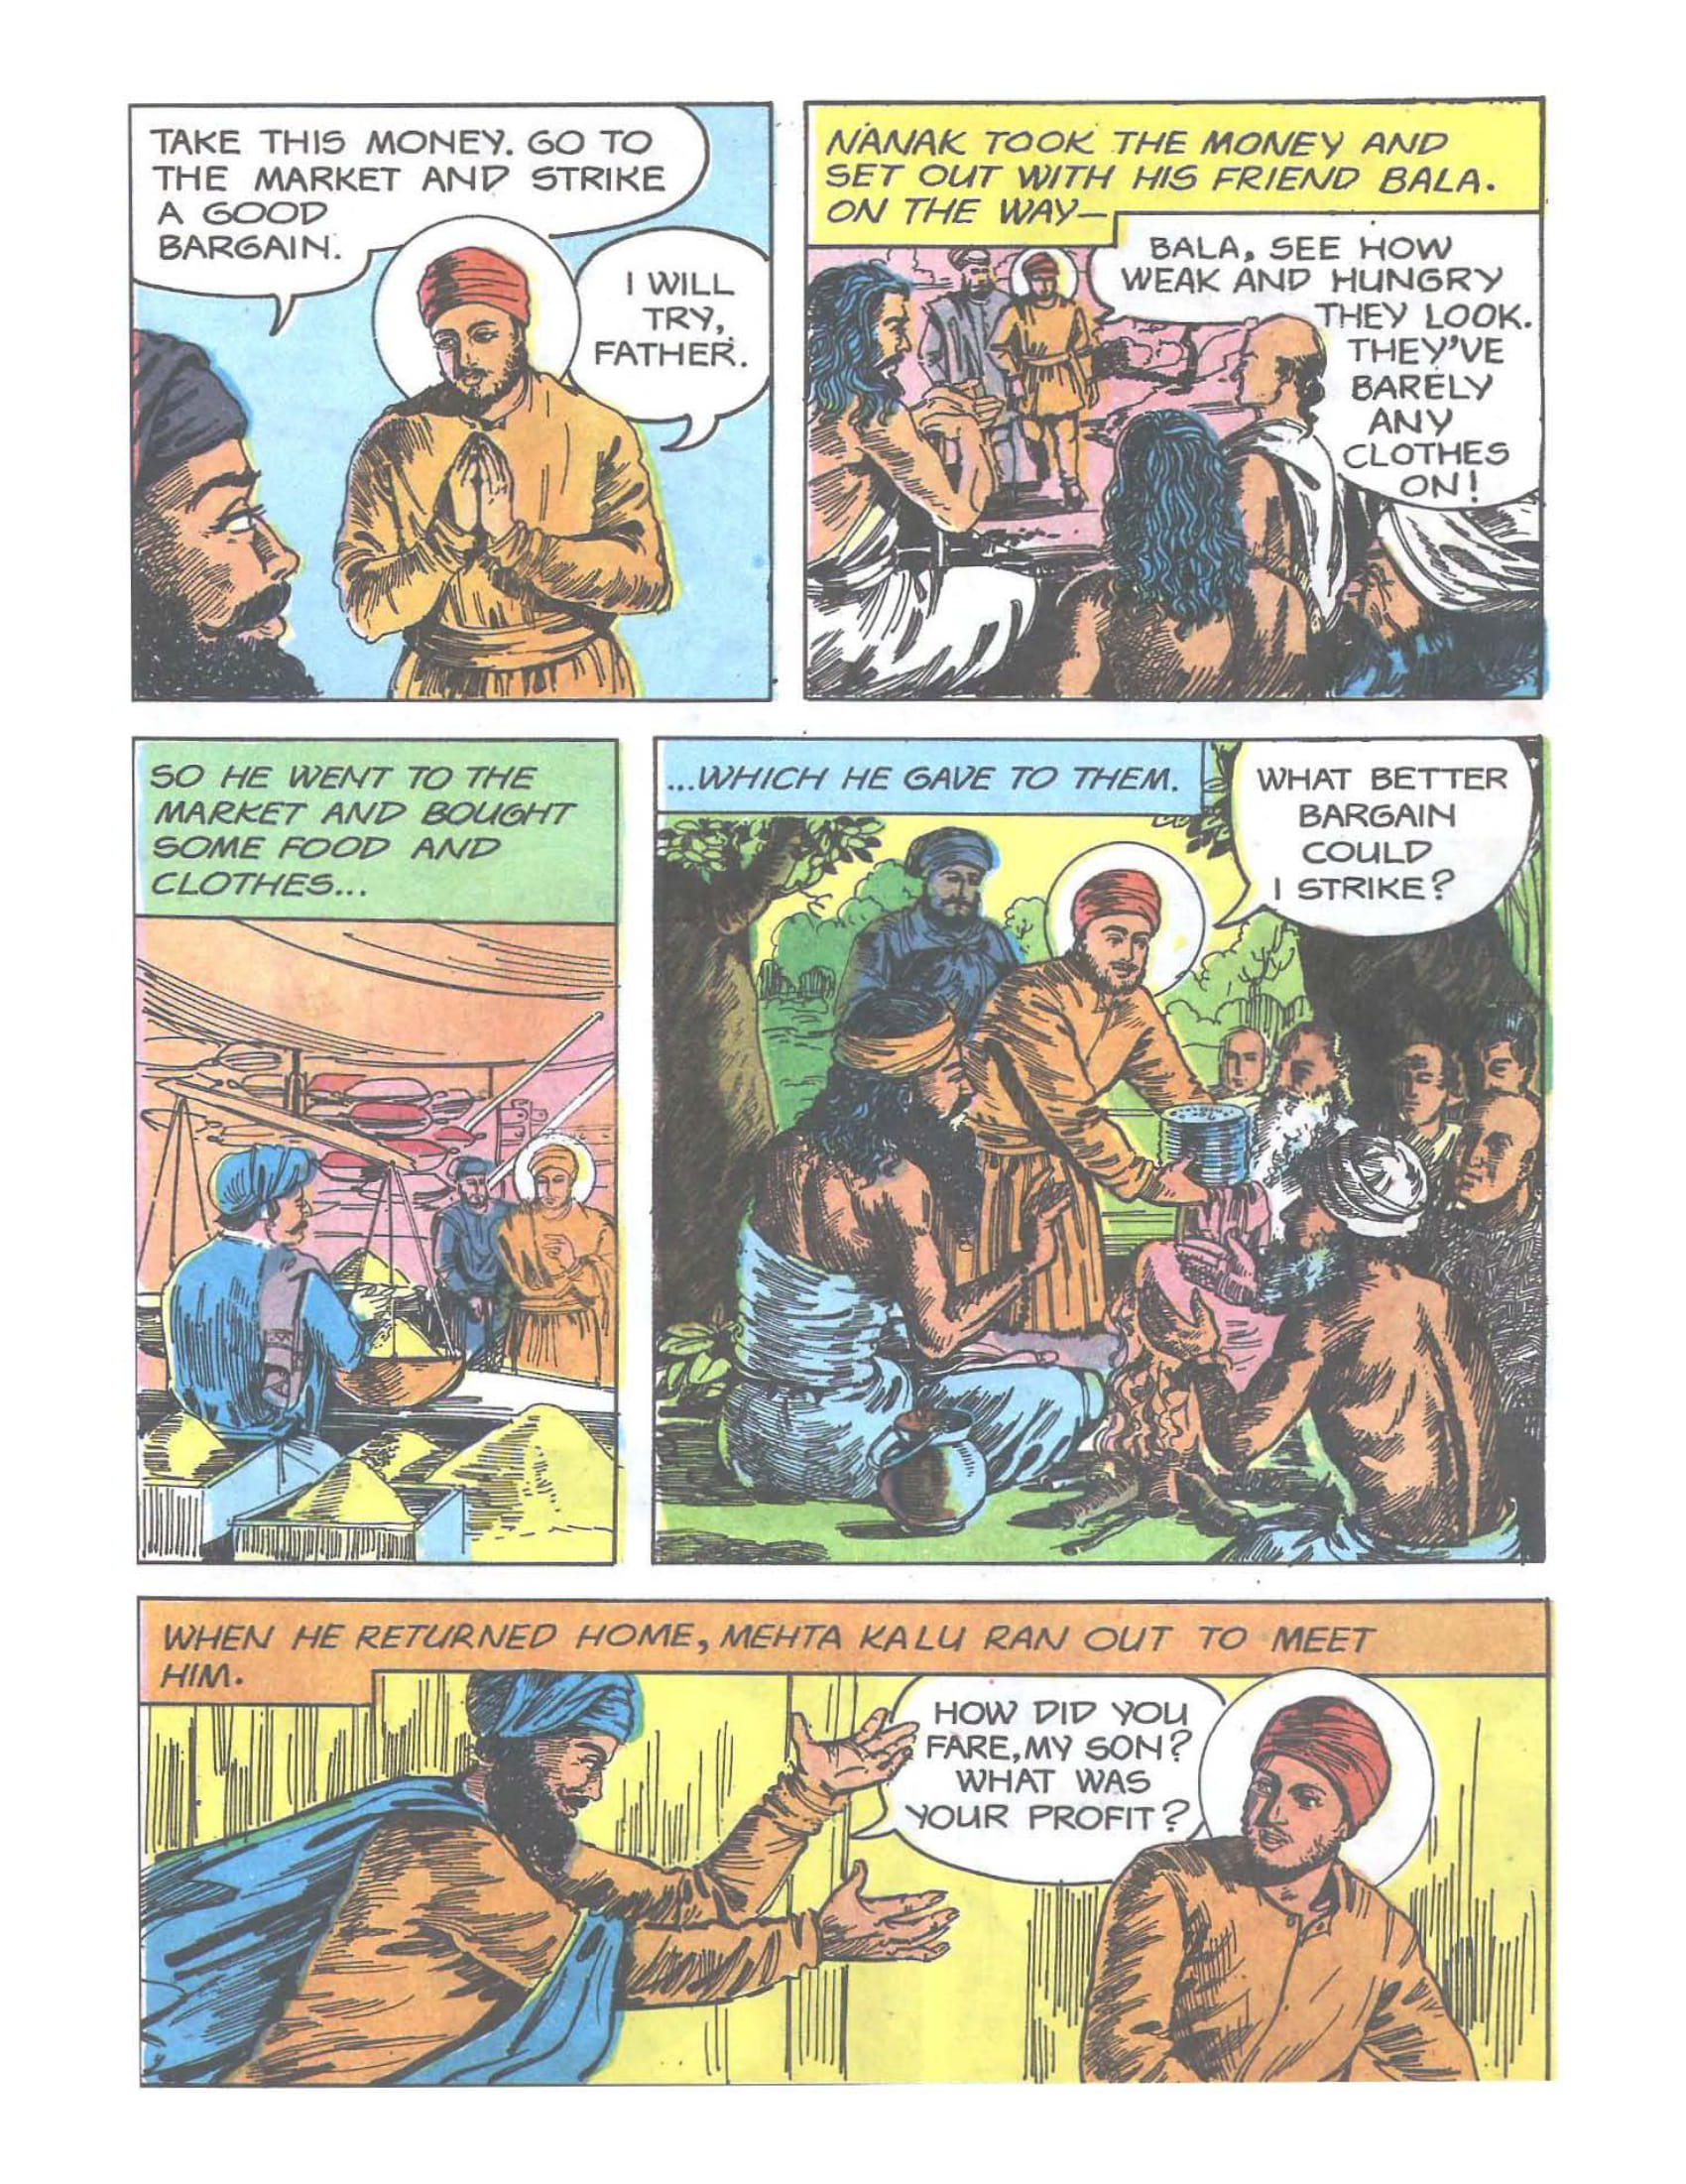 TAKE THIS MONEY. GO TO
THE MARKET AND STRIKE
A GOOD
BARGAIN.
I WILL
TRY,
FATHER.
NANAK TOOK THE MONEY AND
SET OUT WITH HIS FRIEND BALA.
ON THE WAY—
BALA, SEE HOW
WEAK AND HUNGRY
THEY LOOK.
THEY'VE
BARELY
ANY
CLOTHES
ON!
SO HE WENT TO THE
MARKET AND BOUGHT
SOME FOOD AND
CLOTHES...
...WHICH HE GAVE TO THEM.
WHAT BETTER
BARGAIN
COULD
I STRIKE?
WHEN HE RETURNED HOME, MEHTA KALU RAN OUT TO MEET
HIM.
HOW DID YOU
FARE, MY SON?
WHAT WAS
YOUR PROFIT?